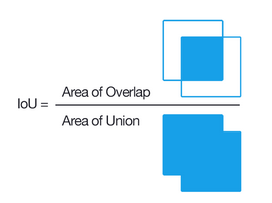 Area of Overlap
IoU =
Area of Union